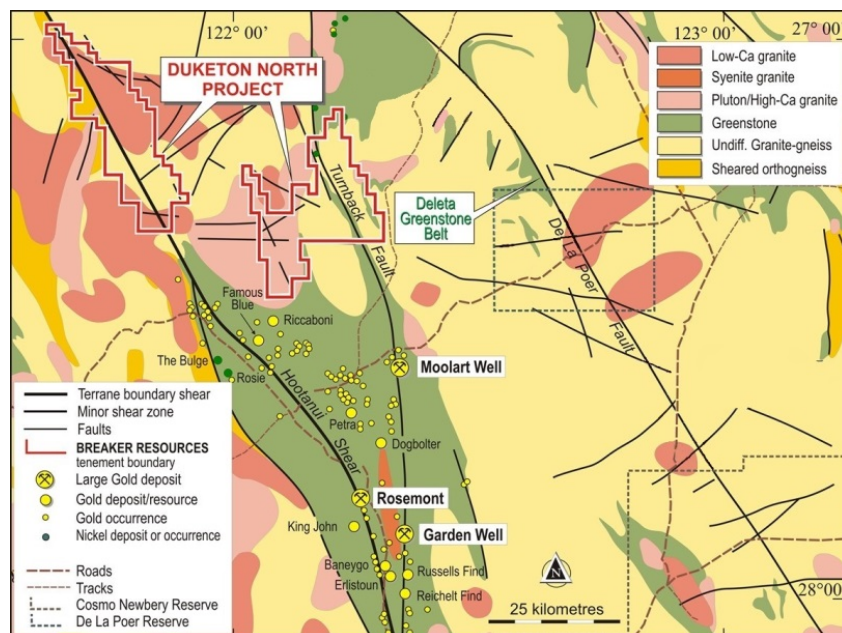 122° 00'
123° 00'
27° 00'
DUKETON NORTH
PROJECT
Low-Ca granite
Syenite granite
Pluton/High-Ca granite
Greenstone
Undiff. Granite-gneiss
Sheared orthogneiss
Turnback
Fault
Deleta
Greenstone
Belt
De La Poer
Fault
Famous
Blue
Riccaboni
The Bulge
Rosie
Hootanui
Shear
Moolart Well
Petra
Dogbolter
Rosemont
King John
Garden Well
Baneygo
Erlistoun
Russells Find
Reichelt Find
Terrane boundary shear
Minor shear zone
Faults
BREAKER RESOURCES
tenement boundary
Large Gold deposit
Gold deposit/resource
Gold occurrence
Nickel deposit or occurrence
Roads
Tracks
Cosmo Newbery Reserve
De La Poer Reserve
N
25 kilometres
28° 00'